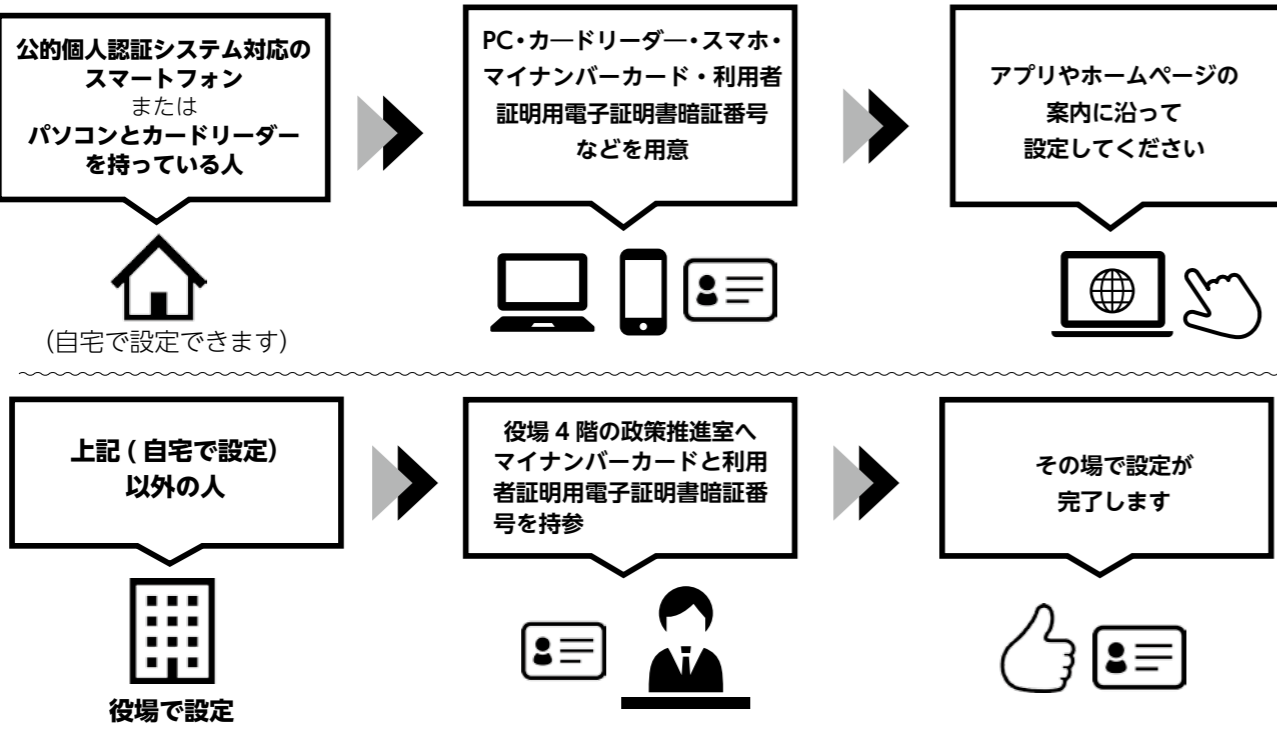 公的個人認証システム対応の
スマートフォン
または
パソコンとカードリーダー
を持っている人
(自宅で設定できます)
PC・カ―ドリーダ―・スマホ・
マイナンバーカード・利用者
証明用電子証明書暗証番号
などを用意
アプリやホームページの
案内に沿って
設定してください
上記 ( 自宅で設定)
以外の人
役場で設定
役場 4 階の政策推進室へ
マイナンバーカードと利用
者証明用電子証明書暗証番
号を持参
その場で設定が
完了します